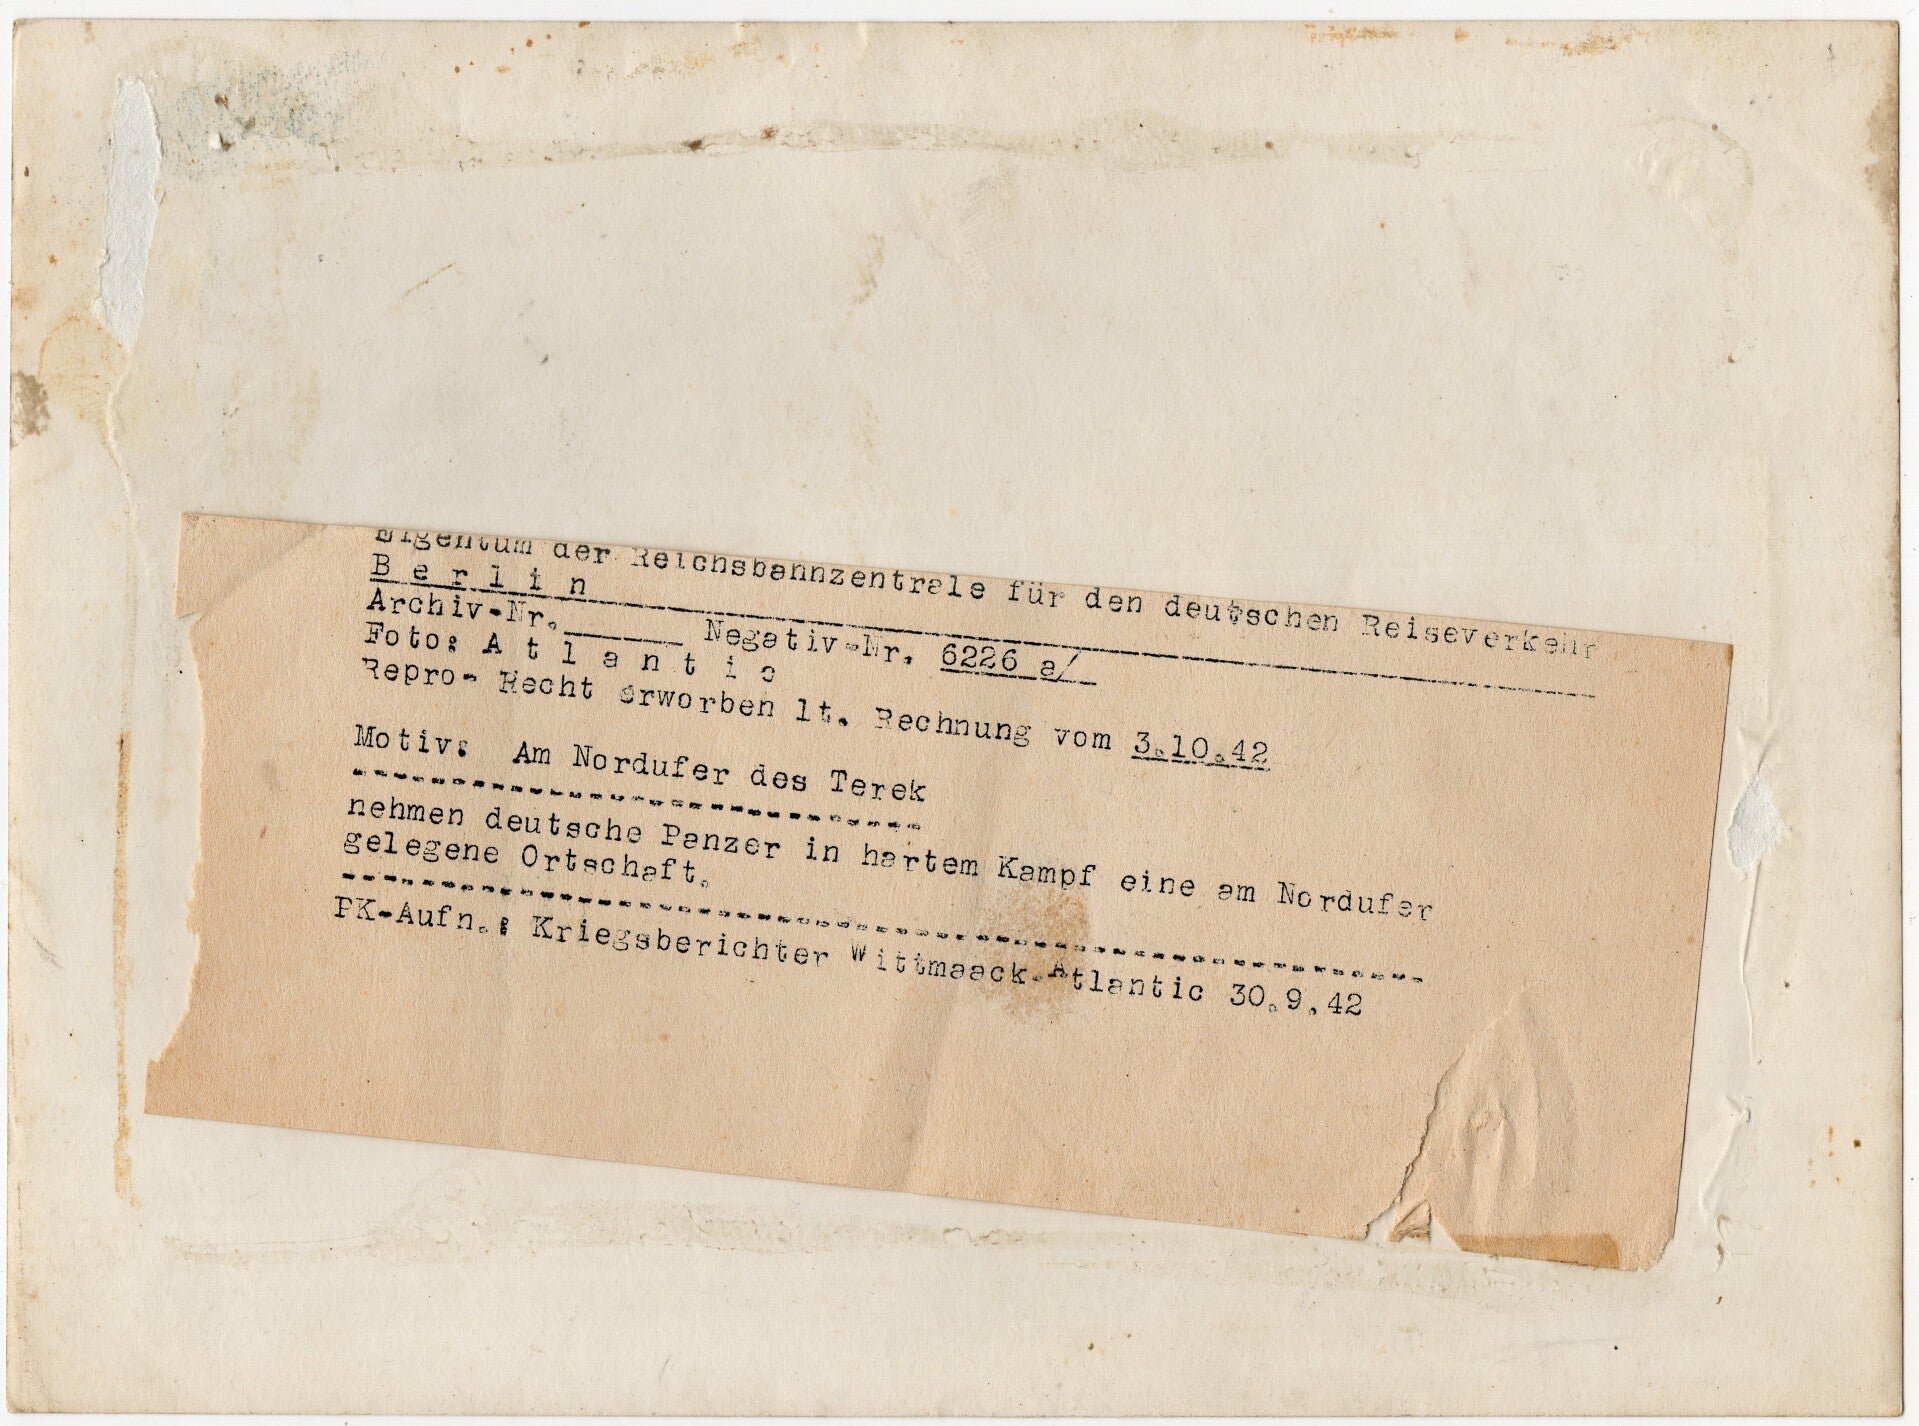 Eigentum der Reichsbahnzentrale für den deutschen Reiseverkehr
B e r l i n
Archiv-Nr.______ Negativ-Nr. 6226 a/
Foto: A t l a n t i c
Repro- Recht erworben lt. Rechnung vom 3.10.42
Motiv: Am Nordufer des Terek
nehmen deutsche Panzer in hartem Kampf eine am Nordufer
gelegene Ortschaft.
PK-Aufn.: Kriegsberichter Wittmaack-Atlantic 30.9.42